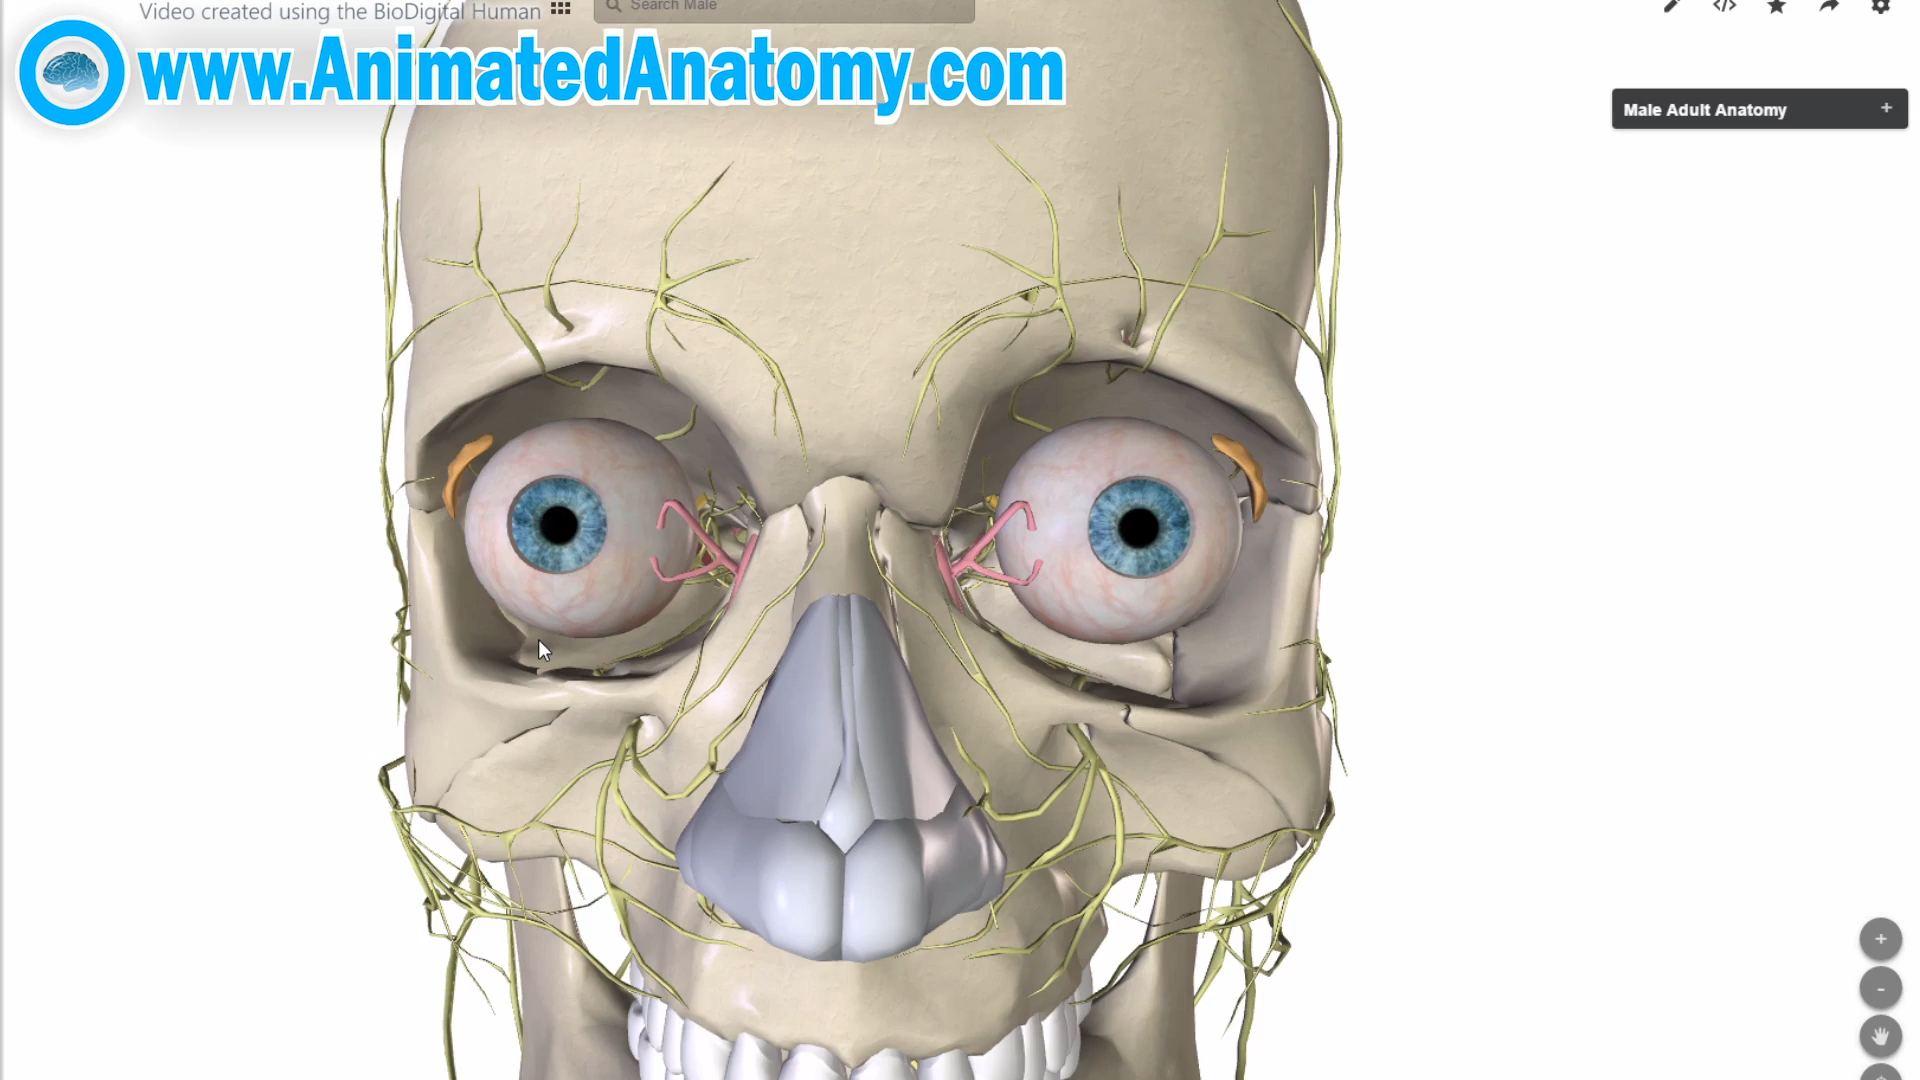 Video created using the BioDigital Human
Search Male
www.AnimatedAnatomy.com
Male Adult Anatomy